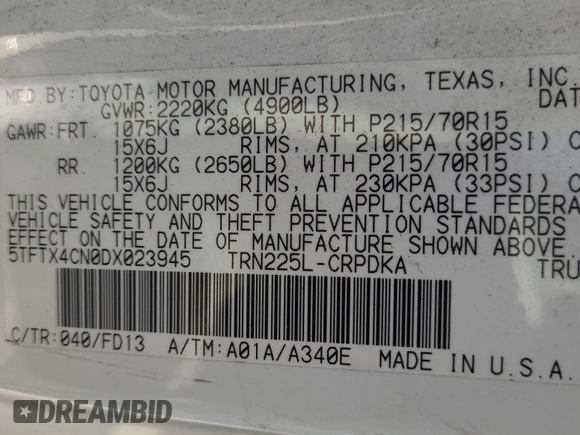 MFD.BY:TOYOTA MOTOR MANUFACTURING, TEXAS, INC.
GVWR:2220KG (4900LB) DAT
GAWR:FRT. 1075KG (2380LB) WITH P215/70R15
15X6J RIMS, AT 210KPA (30PSI) C
RR. 1200KG (2650LB) WITH P215/70R15
15X6J RIMS, AT 230KPA (33PSI) C
THIS VEHICLE CONFORMS TO ALL APPLICABLE FEDERA
VEHICLE SAFETY AND THEFT PREVENTION STANDARDS
EFFECT ON THE DATE OF MANUFACTURE SHOWN ABOVE.
5TFTX4CN0DX023945 TRN225L-CRPDKA TRU
C/TR:040/FD13 A/TM:A01A/A340E MADE IN U.S.A.
DREAMBID